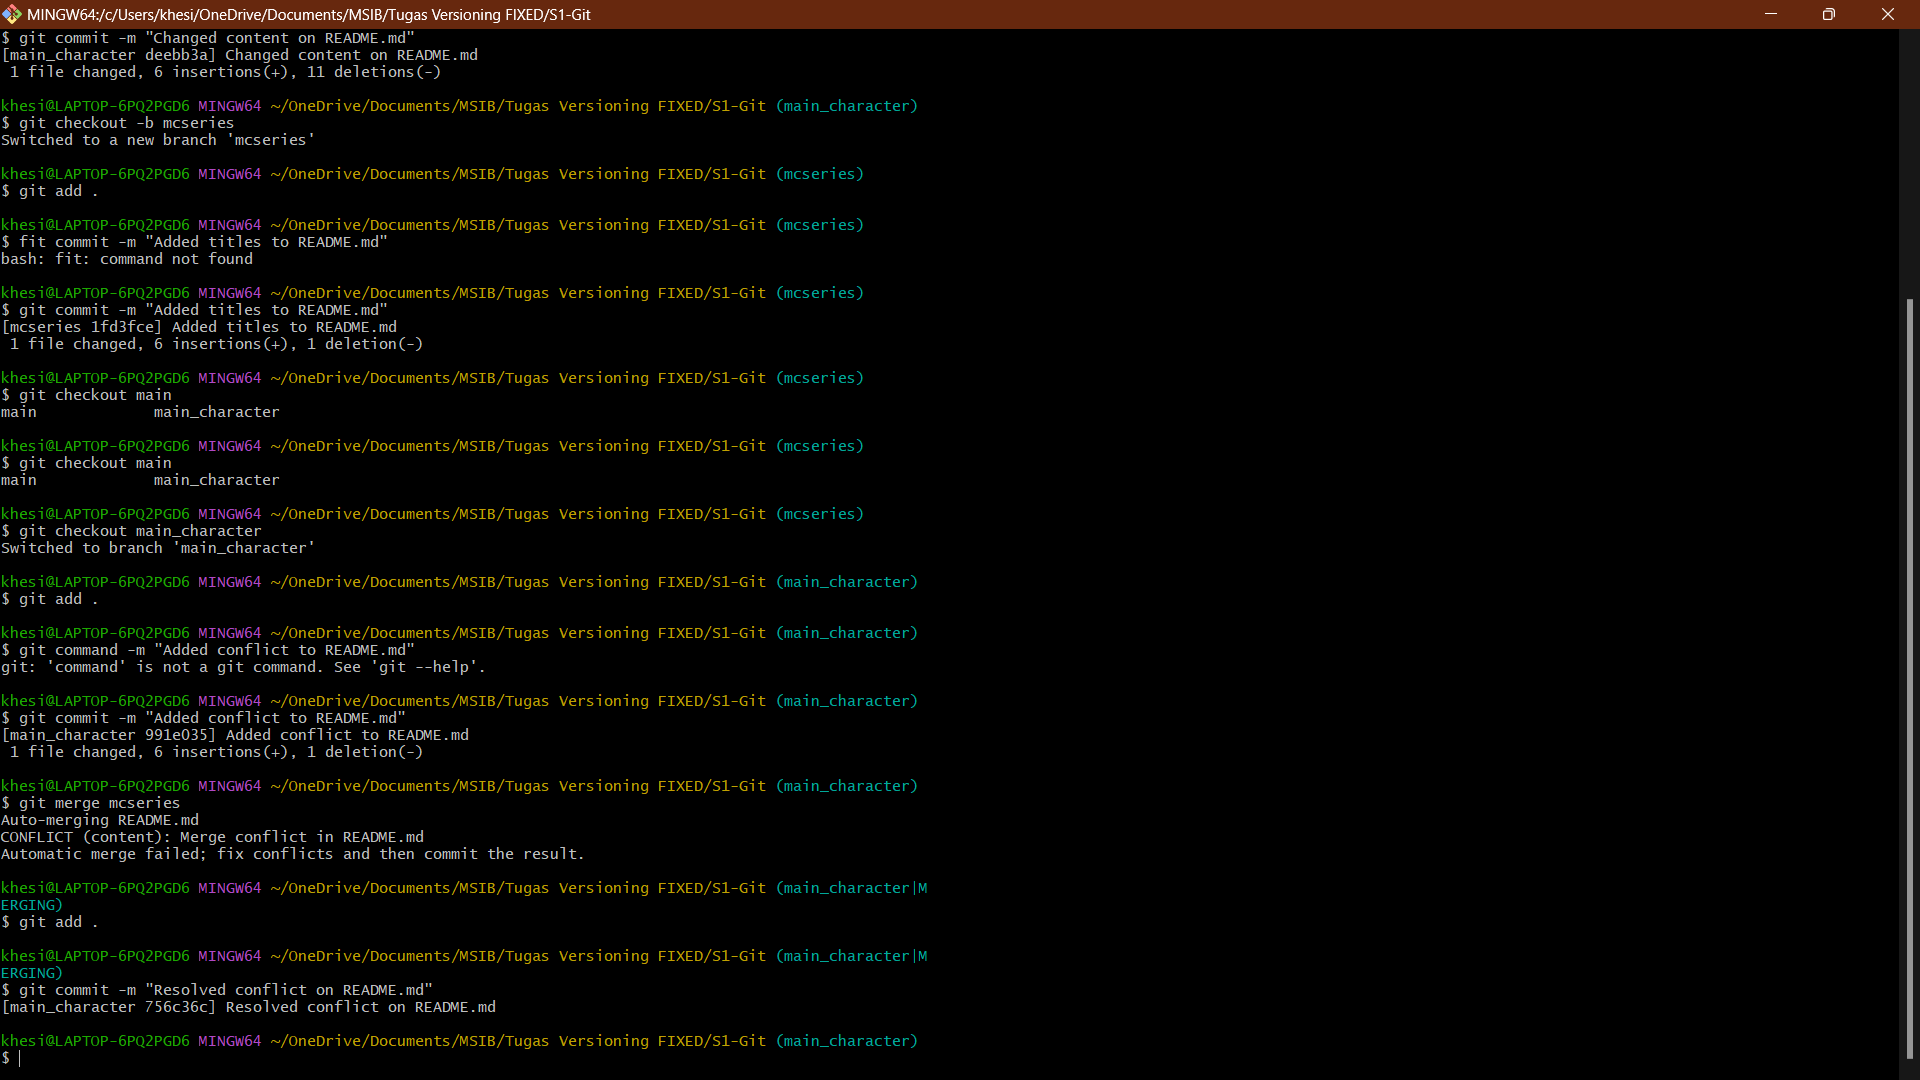 MINGW64:/c/Users/khesi/OneDrive/Documents/MSIB/Tugas Versioning FIXED/S1-Git
$ git commit -m "Changed content on README.md"
[main_character deebb3a] Changed content on README.md
 1 file changed, 6 insertions(+), 11 deletions(-)
khesi@LAPTOP-6PQ2PGD6 MINGW64 ~/OneDrive/Documents/MSIB/Tugas Versioning FIXED/S1-Git (main_character)
$ git checkout -b mcseries
Switched to a new branch 'mcseries'
khesi@LAPTOP-6PQ2PGD6 MINGW64 ~/OneDrive/Documents/MSIB/Tugas Versioning FIXED/S1-Git (mcseries)
$ git add .
khesi@LAPTOP-6PQ2PGD6 MINGW64 ~/OneDrive/Documents/MSIB/Tugas Versioning FIXED/S1-Git (mcseries)
$ fit commit -m "Added titles to README.md"
bash: fit: command not found
khesi@LAPTOP-6PQ2PGD6 MINGW64 ~/OneDrive/Documents/MSIB/Tugas Versioning FIXED/S1-Git (mcseries)
$ git commit -m "Added titles to README.md"
[mcseries 1fd3fce] Added titles to README.md
 1 file changed, 6 insertions(+), 1 deletion(-)
khesi@LAPTOP-6PQ2PGD6 MINGW64 ~/OneDrive/Documents/MSIB/Tugas Versioning FIXED/S1-Git (mcseries)
$ git checkout main
main             main_character
khesi@LAPTOP-6PQ2PGD6 MINGW64 ~/OneDrive/Documents/MSIB/Tugas Versioning FIXED/S1-Git (mcseries)
$ git checkout main
main             main_character
khesi@LAPTOP-6PQ2PGD6 MINGW64 ~/OneDrive/Documents/MSIB/Tugas Versioning FIXED/S1-Git (mcseries)
$ git checkout main_character
Switched to branch 'main_character'
khesi@LAPTOP-6PQ2PGD6 MINGW64 ~/OneDrive/Documents/MSIB/Tugas Versioning FIXED/S1-Git (main_character)
$ git add .
khesi@LAPTOP-6PQ2PGD6 MINGW64 ~/OneDrive/Documents/MSIB/Tugas Versioning FIXED/S1-Git (main_character)
$ git command -m "Added conflict to README.md"
git: 'command' is not a git command. See 'git --help'.
khesi@LAPTOP-6PQ2PGD6 MINGW64 ~/OneDrive/Documents/MSIB/Tugas Versioning FIXED/S1-Git (main_character)
$ git commit -m "Added conflict to README.md"
[main_character 991e035] Added conflict to README.md
 1 file changed, 6 insertions(+), 1 deletion(-)
khesi@LAPTOP-6PQ2PGD6 MINGW64 ~/OneDrive/Documents/MSIB/Tugas Versioning FIXED/S1-Git (main_character)
$ git merge mcseries
Auto-merging README.md
CONFLICT (content): Merge conflict in README.md
Automatic merge failed; fix conflicts and then commit the result.
khesi@LAPTOP-6PQ2PGD6 MINGW64 ~/OneDrive/Documents/MSIB/Tugas Versioning FIXED/S1-Git (main_character|M
ERGING)
$ git add .
khesi@LAPTOP-6PQ2PGD6 MINGW64 ~/OneDrive/Documents/MSIB/Tugas Versioning FIXED/S1-Git (main_character|M
ERGING)
$ git commit -m "Resolved conflict on README.md"
[main_character 756c36c] Resolved conflict on README.md
khesi@LAPTOP-6PQ2PGD6 MINGW64 ~/OneDrive/Documents/MSIB/Tugas Versioning FIXED/S1-Git (main_character)
$